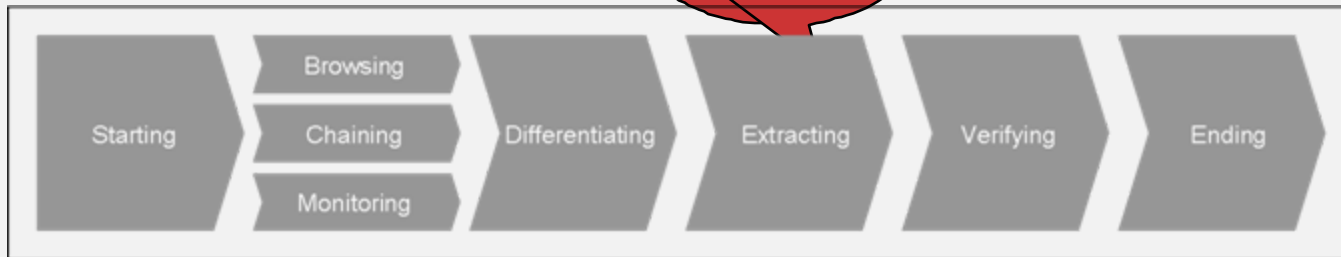 Starting
Browsing
Chaining
Monitoring
Differentiating
Extracting
Verifying
Ending